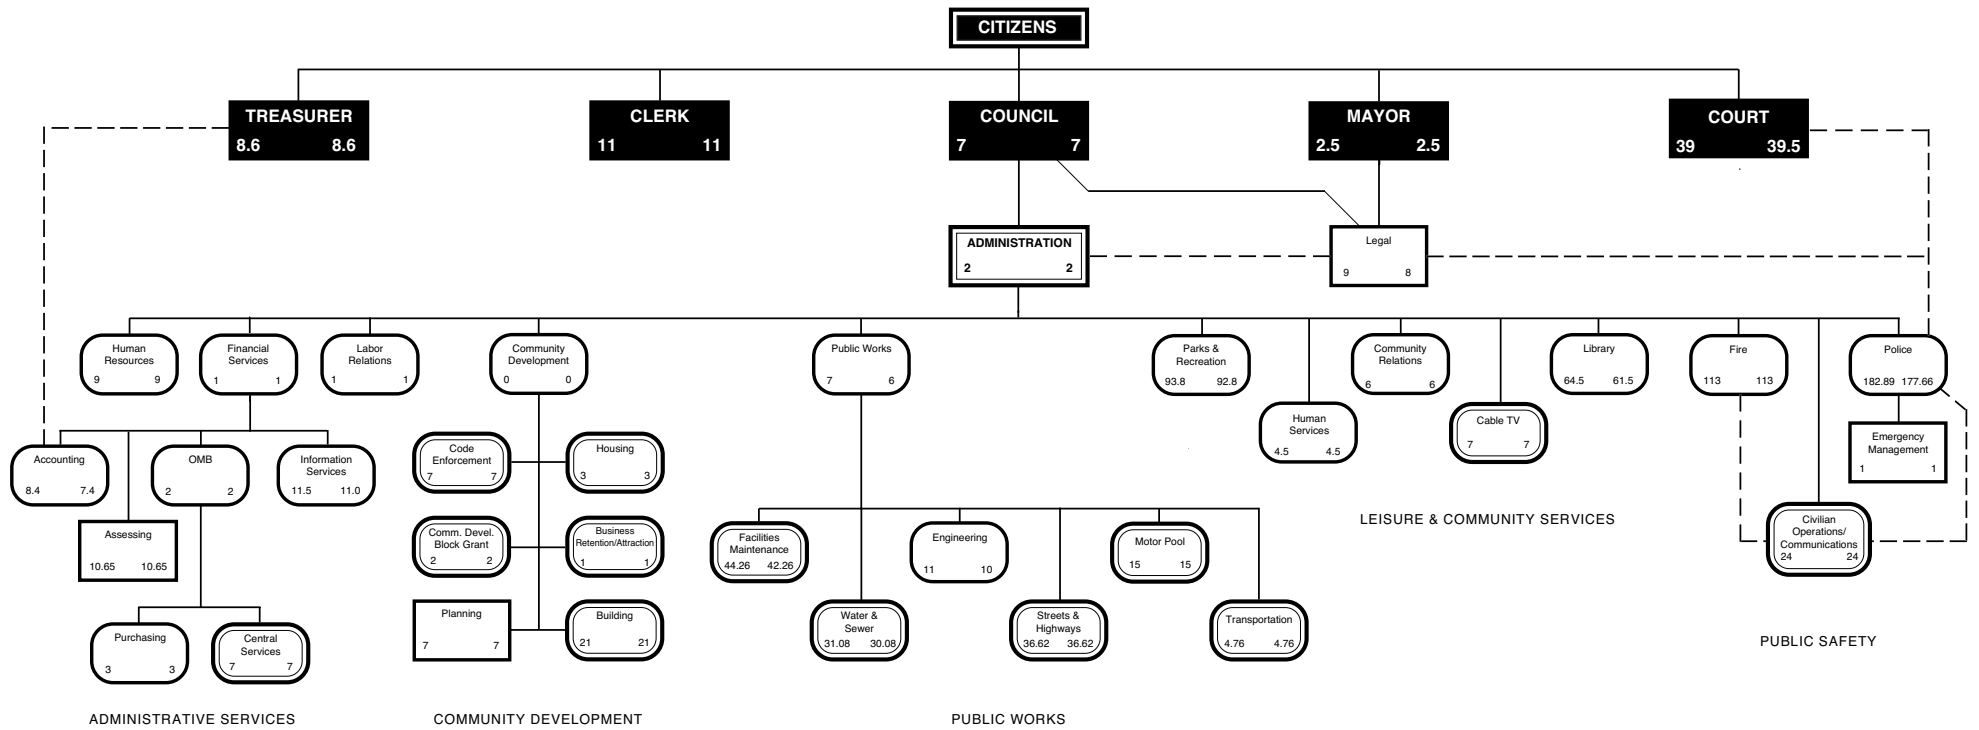 CITIZENS
TREASURER
8.6 8.6
CLERK
11 11
COUNCIL
7 7
MAYOR
2.5 2.5
COURT
39 39.5
ADMINISTRATION
2 2
Legal
9 8
Human
Resources
9 9
Financial
Services
1 1
Labor
Relations
1 1
Community
Development
0 0
Public Works
7 6
Parks &
Recreation
93.8 92.8
Community
Relations
6 6
Library
64.5 61.5
Fire
113 113
Police
182.89 177.66
Human
Services
4.5 4.5
Cable TV
7 7
Emergency
Management
1 1
Accounting
8.4 7.4
OMB
2 2
Information
Services
11.5 11.0
Code
Enforcement
7 7
Housing
3 3
Assessing
10.65 10.65
Comm. Devel.
Block Grant
2 2
Business
Retention/Attraction
1 1
Facilities
Maintenance
44.26 42.26
Engineering
11 10
Motor Pool
15 15
LEISURE & COMMUNITY SERVICES
Civilian
Operations/
Communications
24 24
Purchasing
3 3
Central
Services
7 7
Planning
7 7
Building
21 21
Water &
Sewer
31.08 30.08
Streets &
Highways
36.62 36.62
Transportation
4.76 4.76
PUBLIC SAFETY
ADMINISTRATIVE SERVICES
COMMUNITY DEVELOPMENT
PUBLIC WORKS